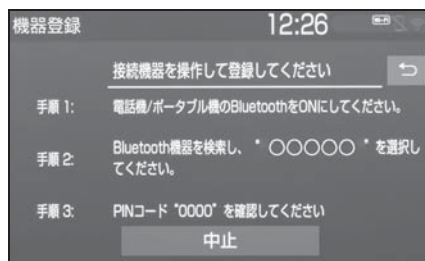 機器登録 12:26 Wi-Fi
接続機器を操作して登録してください
手順 1: 電話機/ポータブル機のBluetoothをONにしてください。
手順 2: Bluetooth機器を検索し、"○○○○○"を選択し
てください。
手順 3: PINコード"0000"を確認してください
中止